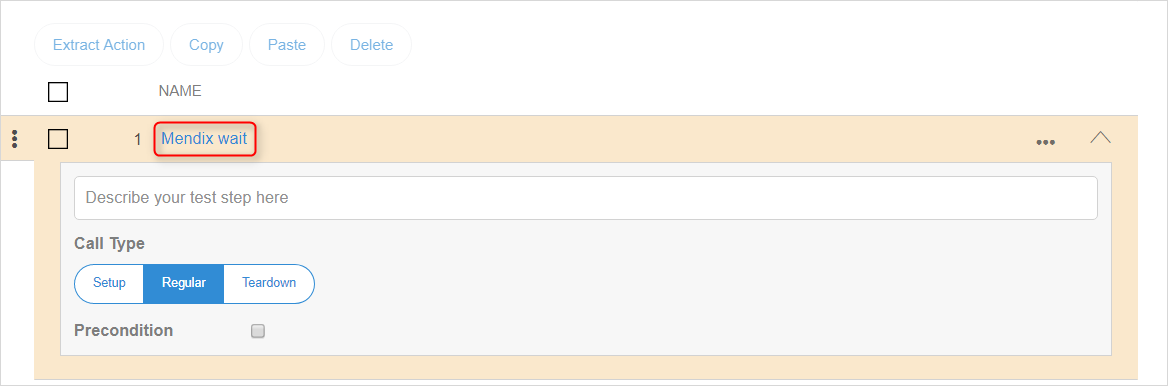 Extract Action Copy Paste Delete
NAME
1 Mendix wait
Describe your test step here
Call Type
Setup Regular Teardown
Precondition